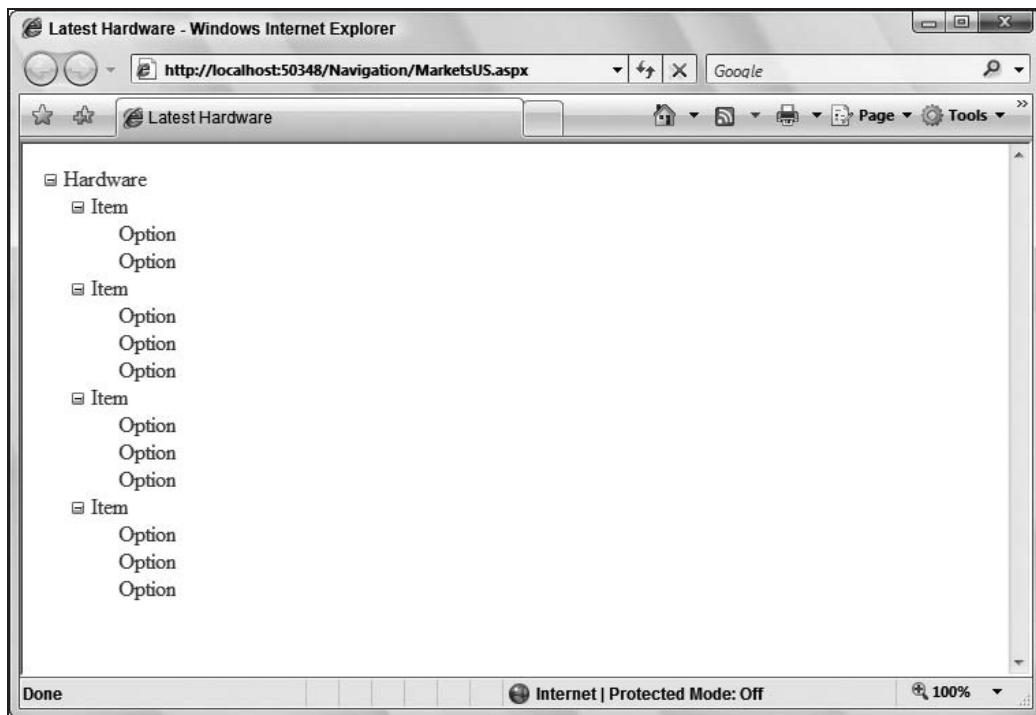 Latest Hardware - Windows Internet Explorer
http://localhost:50348/Navigation/MarketsUS.aspx
Google
Latest Hardware
Page
Tools
Hardware
Item
Option
Option
Item
Option
Option
Option
Item
Option
Option
Option
Item
Option
Option
Option
Done
Internet | Protected Mode: Off
100%